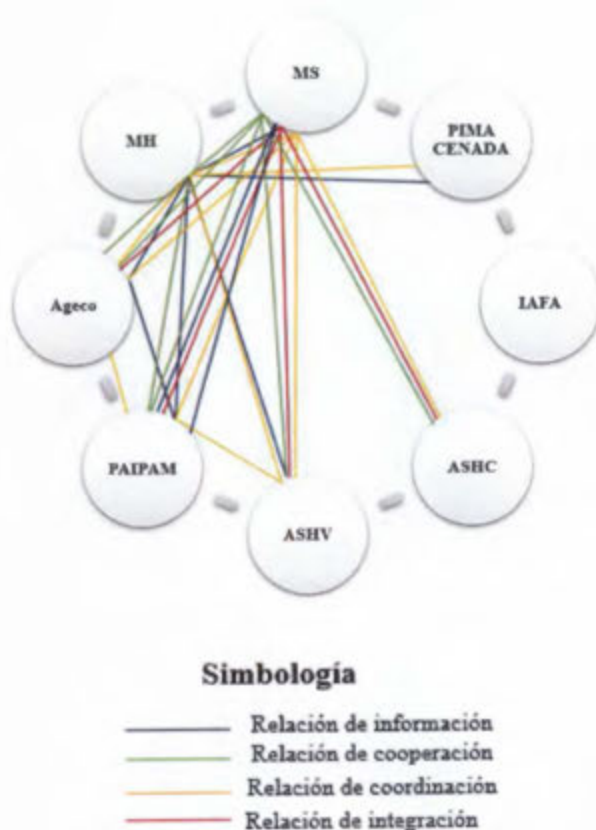 MS
MH
PIMA
CENADA
Ageco
IAFA
PAIPAM
ASHC
ASHV
Simbología
Relación de información
Relación de cooperación
Relación de coordinación
Relación de integración